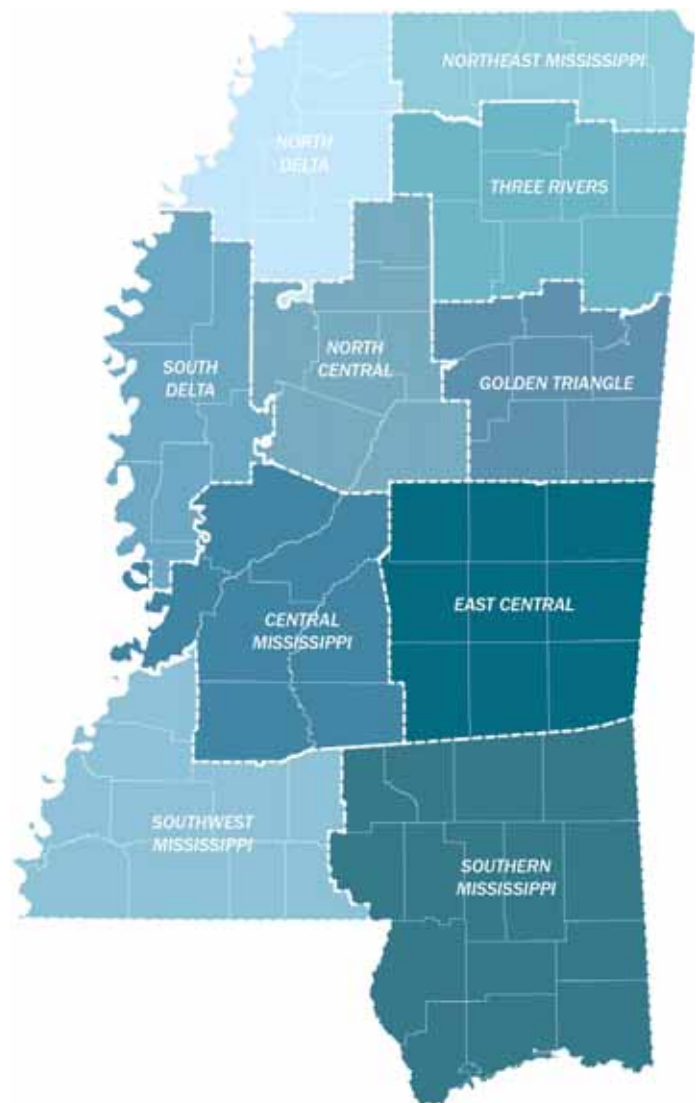 NORTHEAST MISSISSIPPI
NORTH
DELTA
THREE RIVERS
NORTH
CENTRAL
SOUTH
DELTA
GOLDEN TRIANGLE
EAST CENTRAL
CENTRAL
MISSISSIPPI
SOUTHWEST
MISSISSIPPI
SOUTHERN
MISSISSIPPI